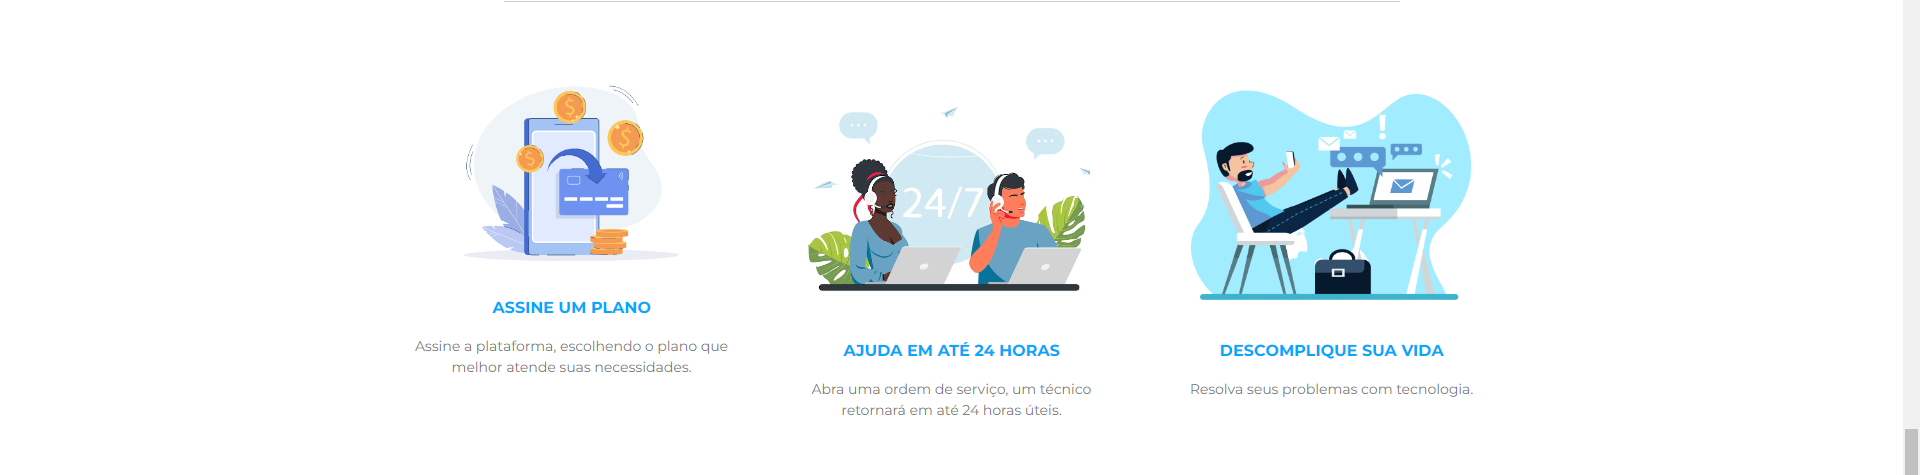 24/7
ASSINE UM PLANO
Assine a plataforma, escolhendo o plano que
melhor atende suas necessidades.
AJUDA EM ATÉ 24 HORAS
Abra uma ordem de serviço, um técnico
retornará em até 24 horas úteis.
DESCOMPLIQUE SUA VIDA
Resolva seus problemas com tecnologia.